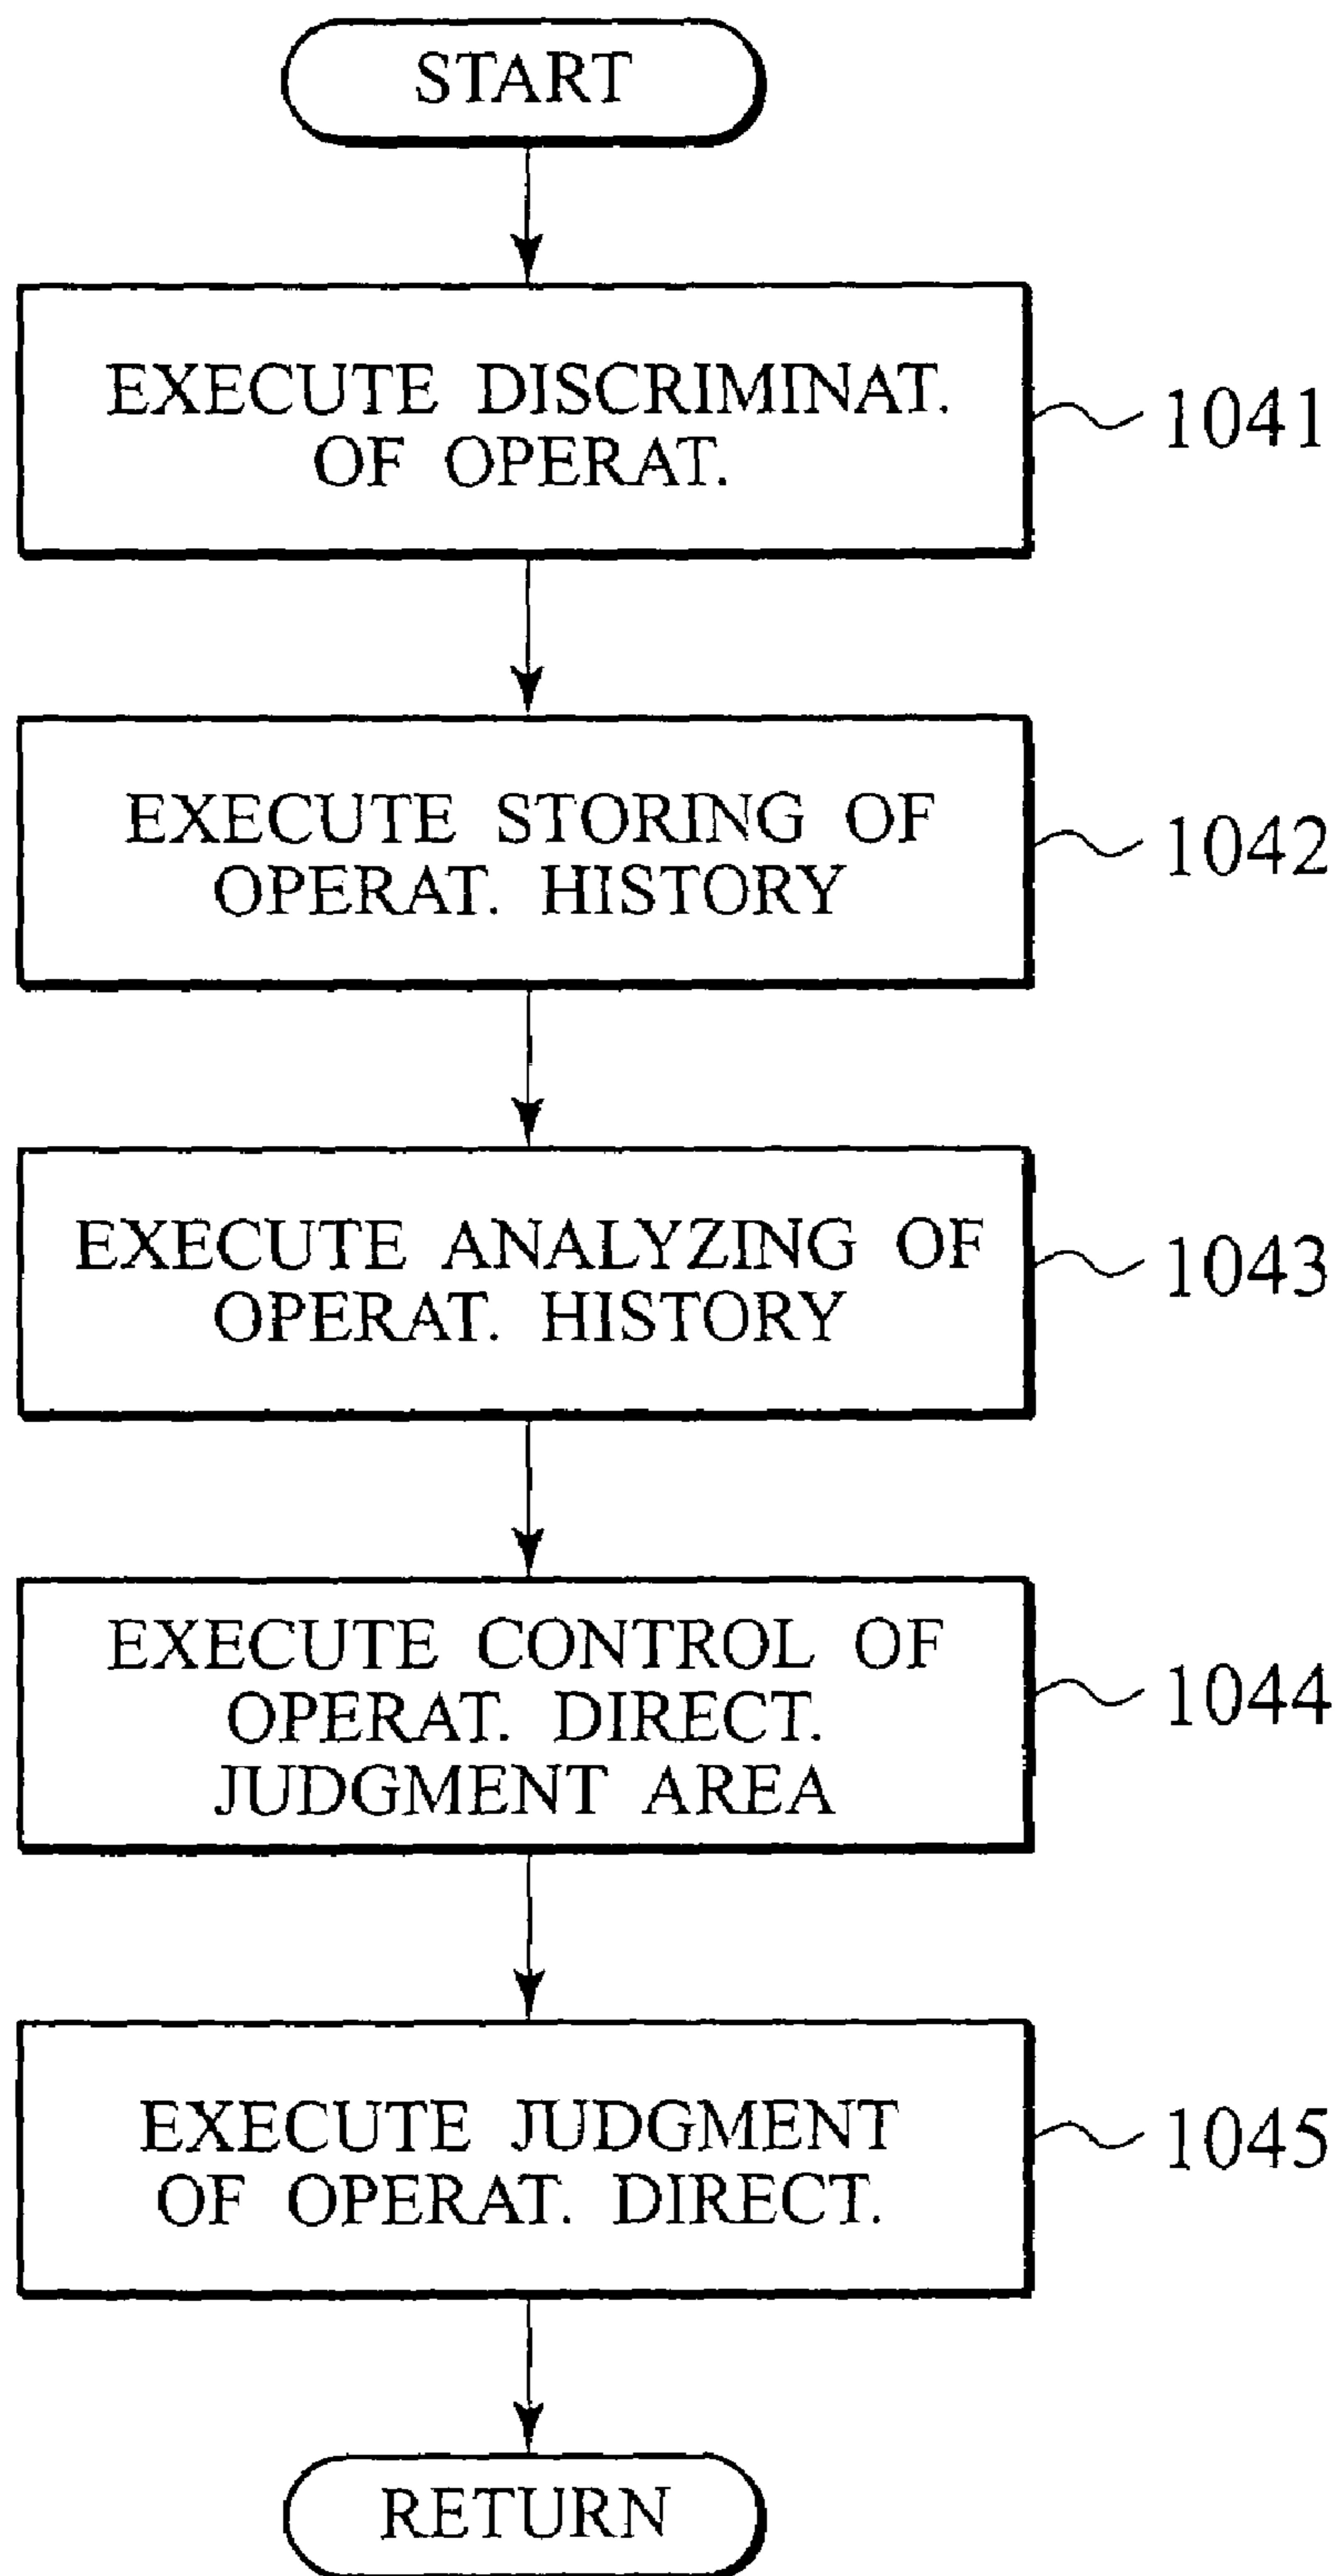 START
EXECUTE DISCRIMINAT.
OF OPERAT.
1041
EXECUTE STORING OF
OPERAT. HISTORY
1042
EXECUTE ANALYZING OF
OPERAT. HISTORY
1043
EXECUTE CONTROL OF
OPERAT. DIRECT.
JUDGMENT AREA
1044
EXECUTE JUDGMENT
OF OPERAT. DIRECT.
1045
RETURN